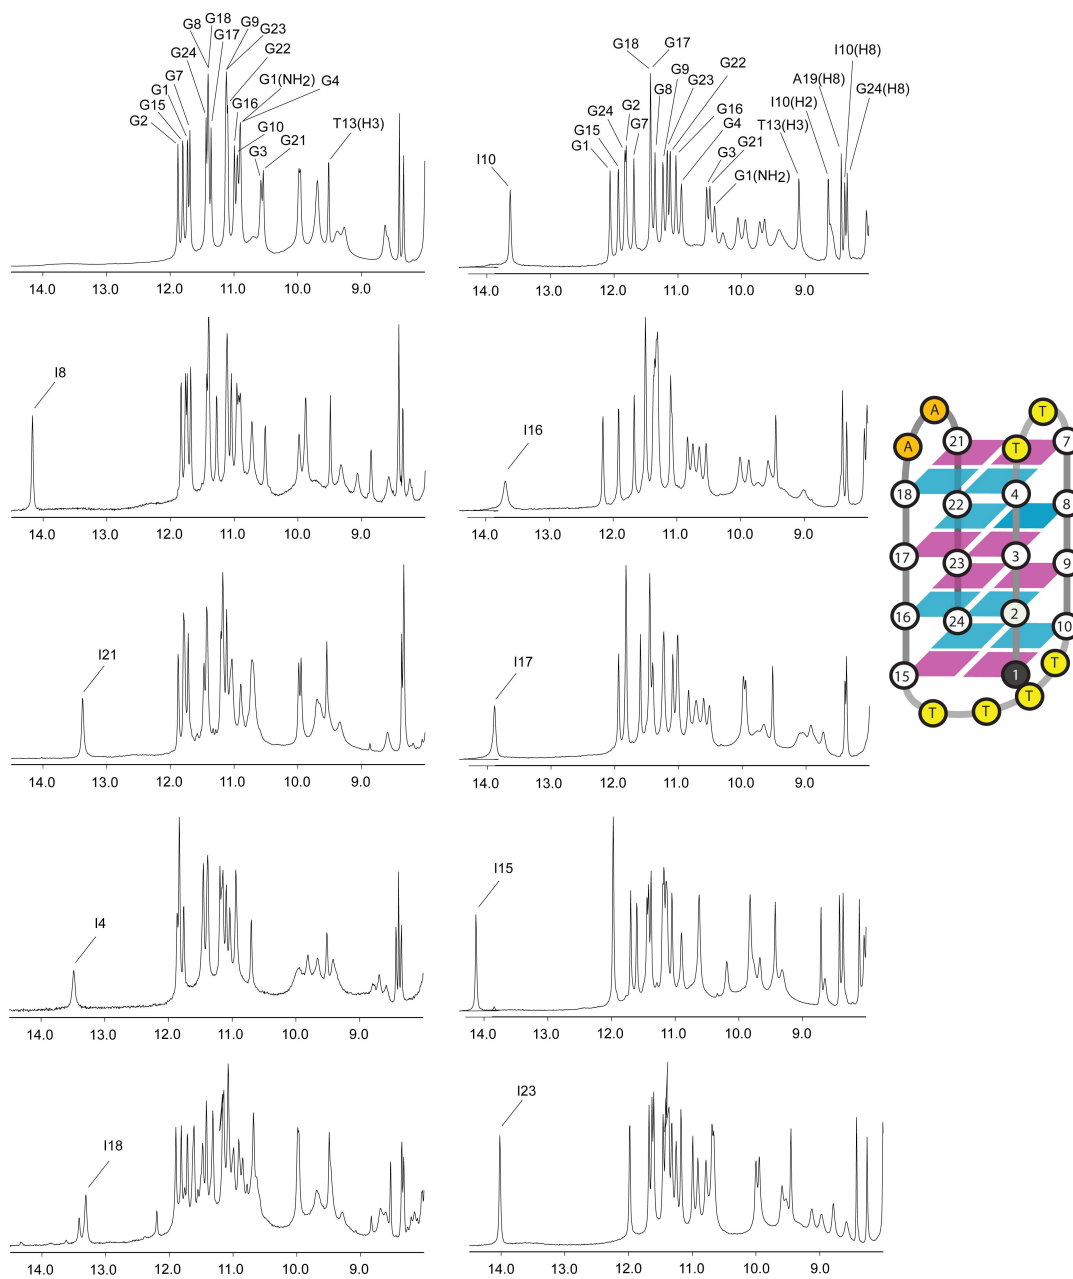 G8 G18 G9
G17 G23
G24 G22
G7 G1(NH2) G4
G1
G15 G16
G2 G10 T13(H3)
G3 G21
14.0 13.0 12.0 11.0 10.0 9.0
G18 G17 I10(H8)
G22
G9 A19(H8)
G23
G8 I10(H2) G24(H8)
G24 G2 G16
G15 G7 G4 T13(H3)
G1 G3
I10 G21
G1(NH2)
14.0 13.0 12.0 11.0 10.0 9.0
I8
14.0 13.0 12.0 11.0 10.0 9.0
I16
14.0 13.0 12.0 11.0 10.0 9.0
I21
14.0 13.0 12.0 11.0 10.0 9.0
I17
14.0 13.0 12.0 11.0 10.0 9.0
A T
A 21 T 7
18 22 4 8
17 23 3 9
16 24 2 10
15 1 T
T T T
I4
14.0 13.0 12.0 11.0 10.0 9.0
I15
14.0 13.0 12.0 11.0 10.0 9.0
I18
14.0 13.0 12.0 11.0 10.0 9.0
I23
14.0 13.0 12.0 11.0 10.0 9.0